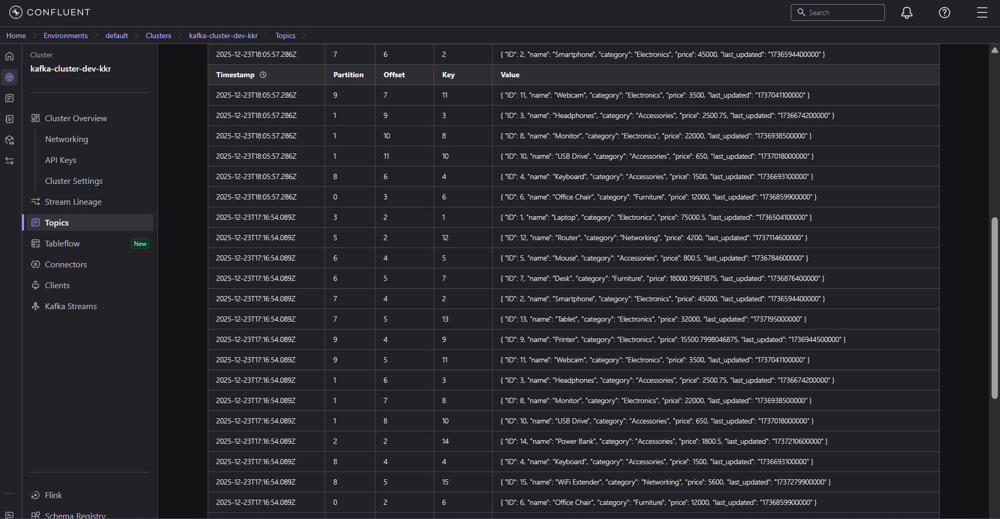 CONFLUENT
Search
Home
Environments
default
Clusters
kafka-cluster-dev-kkr
Topics
Cluster
kafka-cluster-dev-kkr
Cluster Overview
Networking
API Keys
Cluster Settings
Stream Lineage
Topics
Tableflow New
Connectors
Clients
Kafka Streams
Flink
Schema Registry
2025-12-23T18:05:57.286Z 7 6 2 { "ID": 2, "name": "Smartphone", "category": "Electronics", "price": 45000, "last_updated": "1736594400000" }
Timestamp Partition Offset Key Value
2025-12-23T18:05:57.286Z 9 7 11 { "ID": 11, "name": "Webcam", "category": "Electronics", "price": 3500, "last_updated": "1737041100000" }
2025-12-23T18:05:57.286Z 1 9 3 { "ID": 3, "name": "Headphones", "category": "Accessories", "price": 2500.75, "last_updated": "1736674200000" }
2025-12-23T18:05:57.286Z 1 10 8 { "ID": 8, "name": "Monitor", "category": "Electronics", "price": 22000, "last_updated": "1736938500000" }
2025-12-23T18:05:57.286Z 1 11 10 { "ID": 10, "name": "USB Drive", "category": "Accessories", "price": 650, "last_updated": "1737018000000" }
2025-12-23T18:05:57.286Z 8 6 4 { "ID": 4, "name": "Keyboard", "category": "Accessories", "price": 1500, "last_updated": "1736693100000" }
2025-12-23T18:05:57.286Z 0 3 6 { "ID": 6, "name": "Office Chair", "category": "Furniture", "price": 12000, "last_updated": "1736859900000" }
2025-12-23T17:16:54.089Z 3 2 1 { "ID": 1, "name": "Laptop", "category": "Electronics", "price": 75000.5, "last_updated": "1736504100000" }
2025-12-23T17:16:54.089Z 5 2 12 { "ID": 12, "name": "Router", "category": "Networking", "price": 4200, "last_updated": "1737114600000" }
2025-12-23T17:16:54.089Z 6 4 5 { "ID": 5, "name": "Mouse", "category": "Accessories", "price": 800.5, "last_updated": "1736784600000" }
2025-12-23T17:16:54.089Z 6 5 7 { "ID": 7, "name": "Desk", "category": "Furniture", "price": 18000.19921875, "last_updated": "1736876400000" }
2025-12-23T17:16:54.089Z 7 4 2 { "ID": 2, "name": "Smartphone", "category": "Electronics", "price": 45000, "last_updated": "1736594400000" }
2025-12-23T17:16:54.089Z 7 5 13 { "ID": 13, "name": "Tablet", "category": "Electronics", "price": 32000, "last_updated": "1737195000000" }
2025-12-23T17:16:54.089Z 9 4 9 { "ID": 9, "name": "Printer", "category": "Electronics", "price": 15500.7998046875, "last_updated": "1736944500000" }
2025-12-23T17:16:54.089Z 9 5 11 { "ID": 11, "name": "Webcam", "category": "Electronics", "price": 3500, "last_updated": "1737041100000" }
2025-12-23T17:16:54.089Z 1 6 3 { "ID": 3, "name": "Headphones", "category": "Accessories", "price": 2500.75, "last_updated": "1736674200000" }
2025-12-23T17:16:54.089Z 1 7 8 { "ID": 8, "name": "Monitor", "category": "Electronics", "price": 22000, "last_updated": "1736938500000" }
2025-12-23T17:16:54.089Z 1 8 10 { "ID": 10, "name": "USB Drive", "category": "Accessories", "price": 650, "last_updated": "1737018000000" }
2025-12-23T17:16:54.089Z 2 2 14 { "ID": 14, "name": "Power Bank", "category": "Accessories", "price": 1800.5, "last_updated": "1737210600000" }
2025-12-23T17:16:54.089Z 8 4 4 { "ID": 4, "name": "Keyboard", "category": "Accessories", "price": 1500, "last_updated": "1736693100000" }
2025-12-23T17:16:54.089Z 8 5 15 { "ID": 15, "name": "WiFi Extender", "category": "Networking", "price": 5600, "last_updated": "1737279900000" }
2025-12-23T17:16:54.089Z 0 2 6 { "ID": 6, "name": "Office Chair", "category": "Furniture", "price": 12000, "last_updated": "1736859900000" }